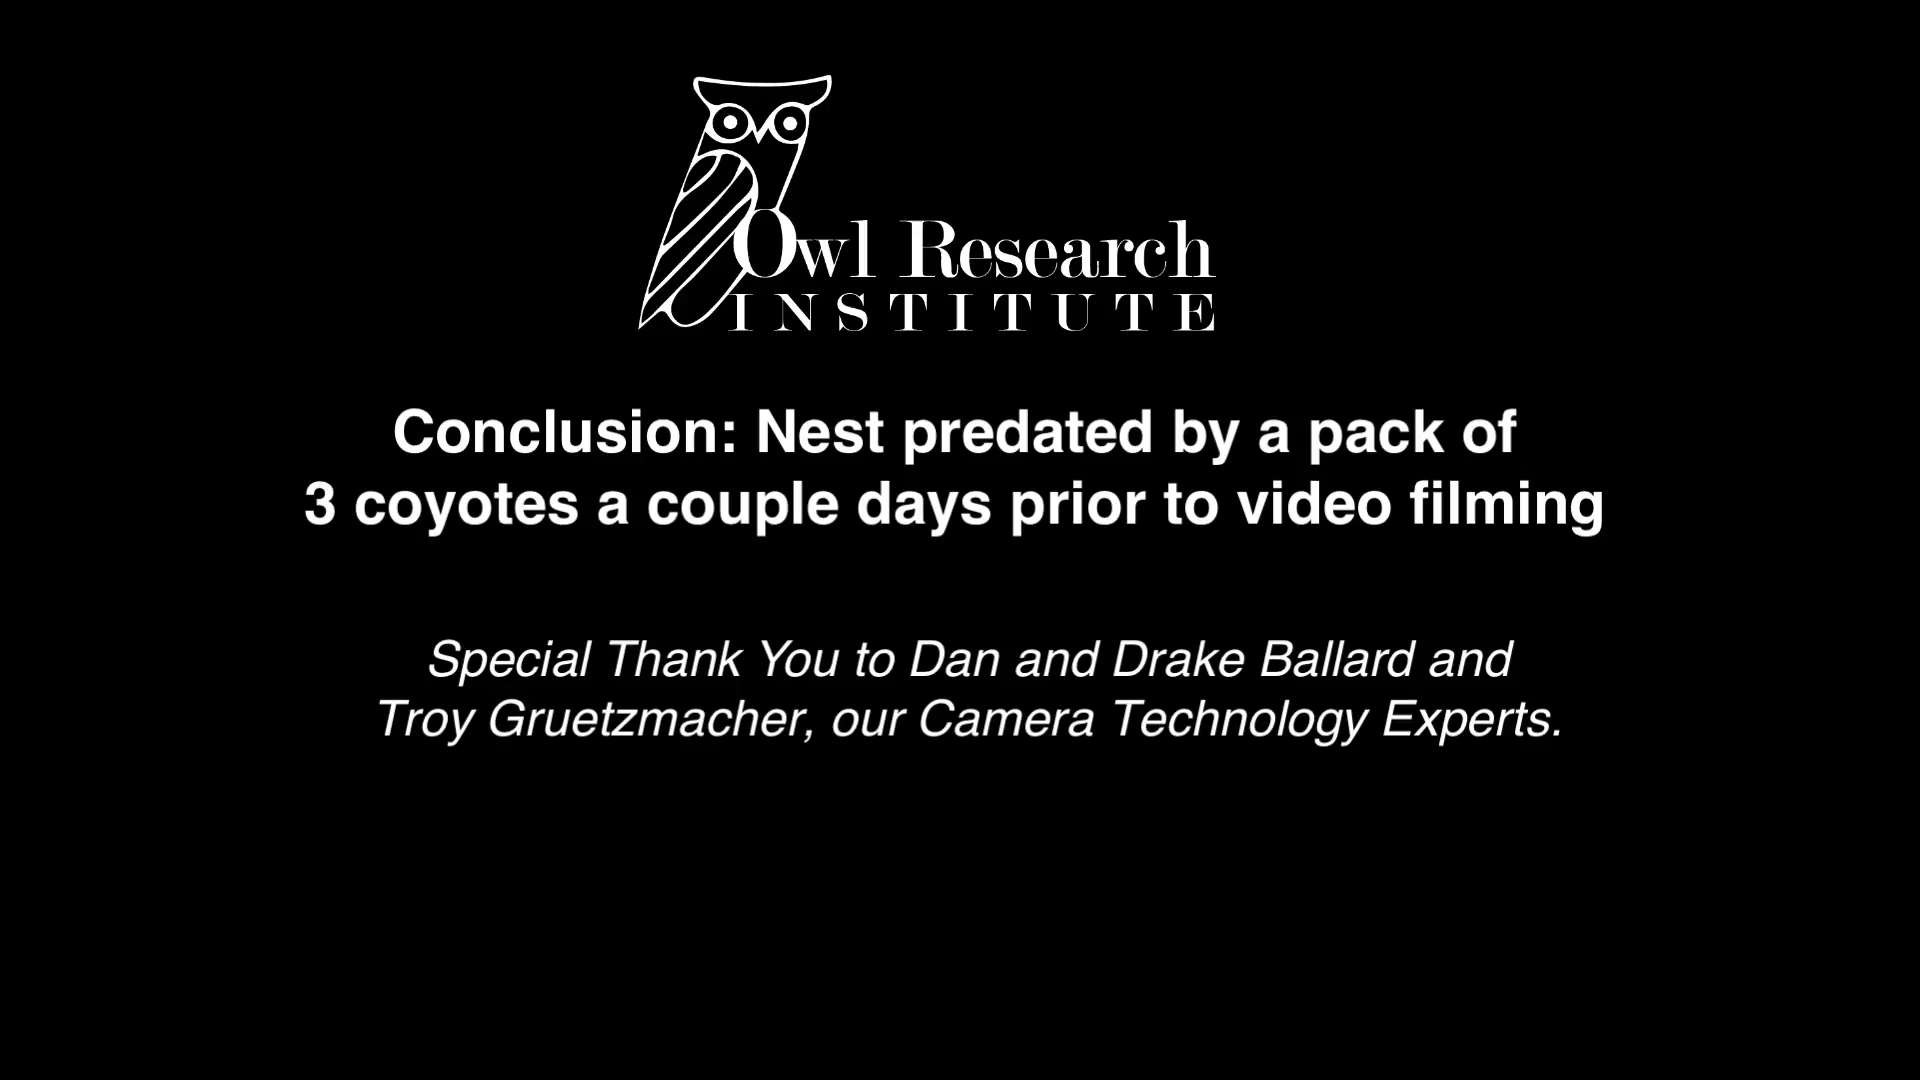 Owl Research
INSTITUTE
Conclusion: Nest predated by a pack of
3 coyotes a couple days prior to video filming
Special Thank You to Dan and Drake Ballard and
Troy Gruetzmacher, our Camera Technology Experts.